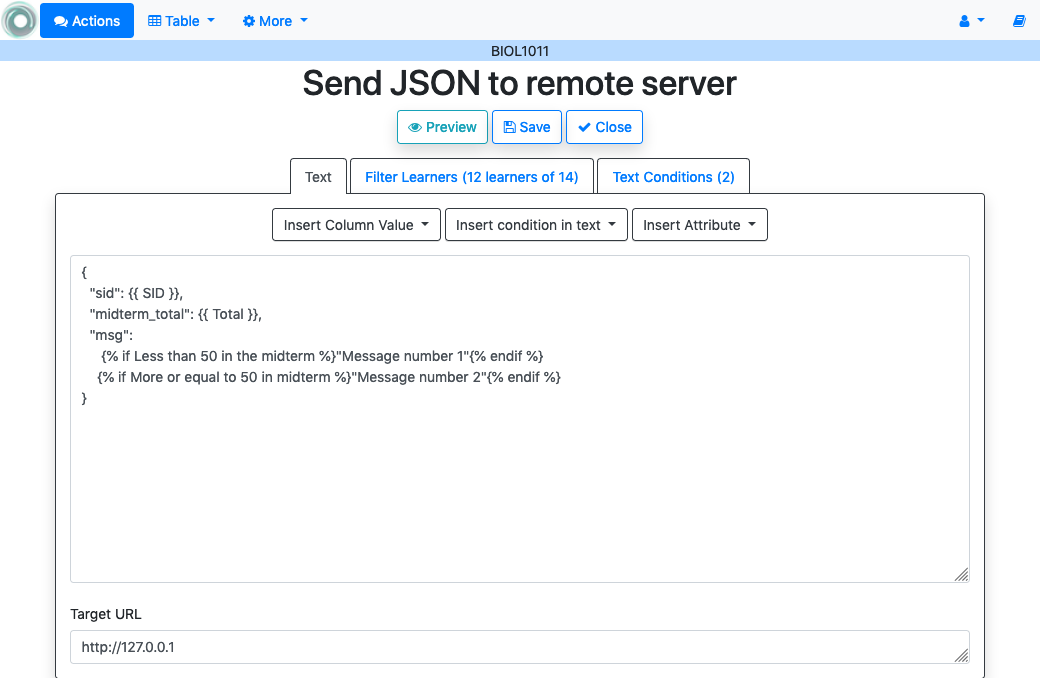 Actions Table More
BIOL1011
Send JSON to remote server
Preview Save Close
Text Filter Learners (12 learners of 14) Text Conditions (2)
Insert Column Value Insert condition in text Insert Attribute
{
"sid": {{ SID }},
"midterm_total": {{ Total }},
"msg":
{% if Less than 50 in the midterm %}"Message number 1"{% endif %}
{% if More or equal to 50 in midterm %}"Message number 2"{% endif %}
}
Target URL
http://127.0.0.1